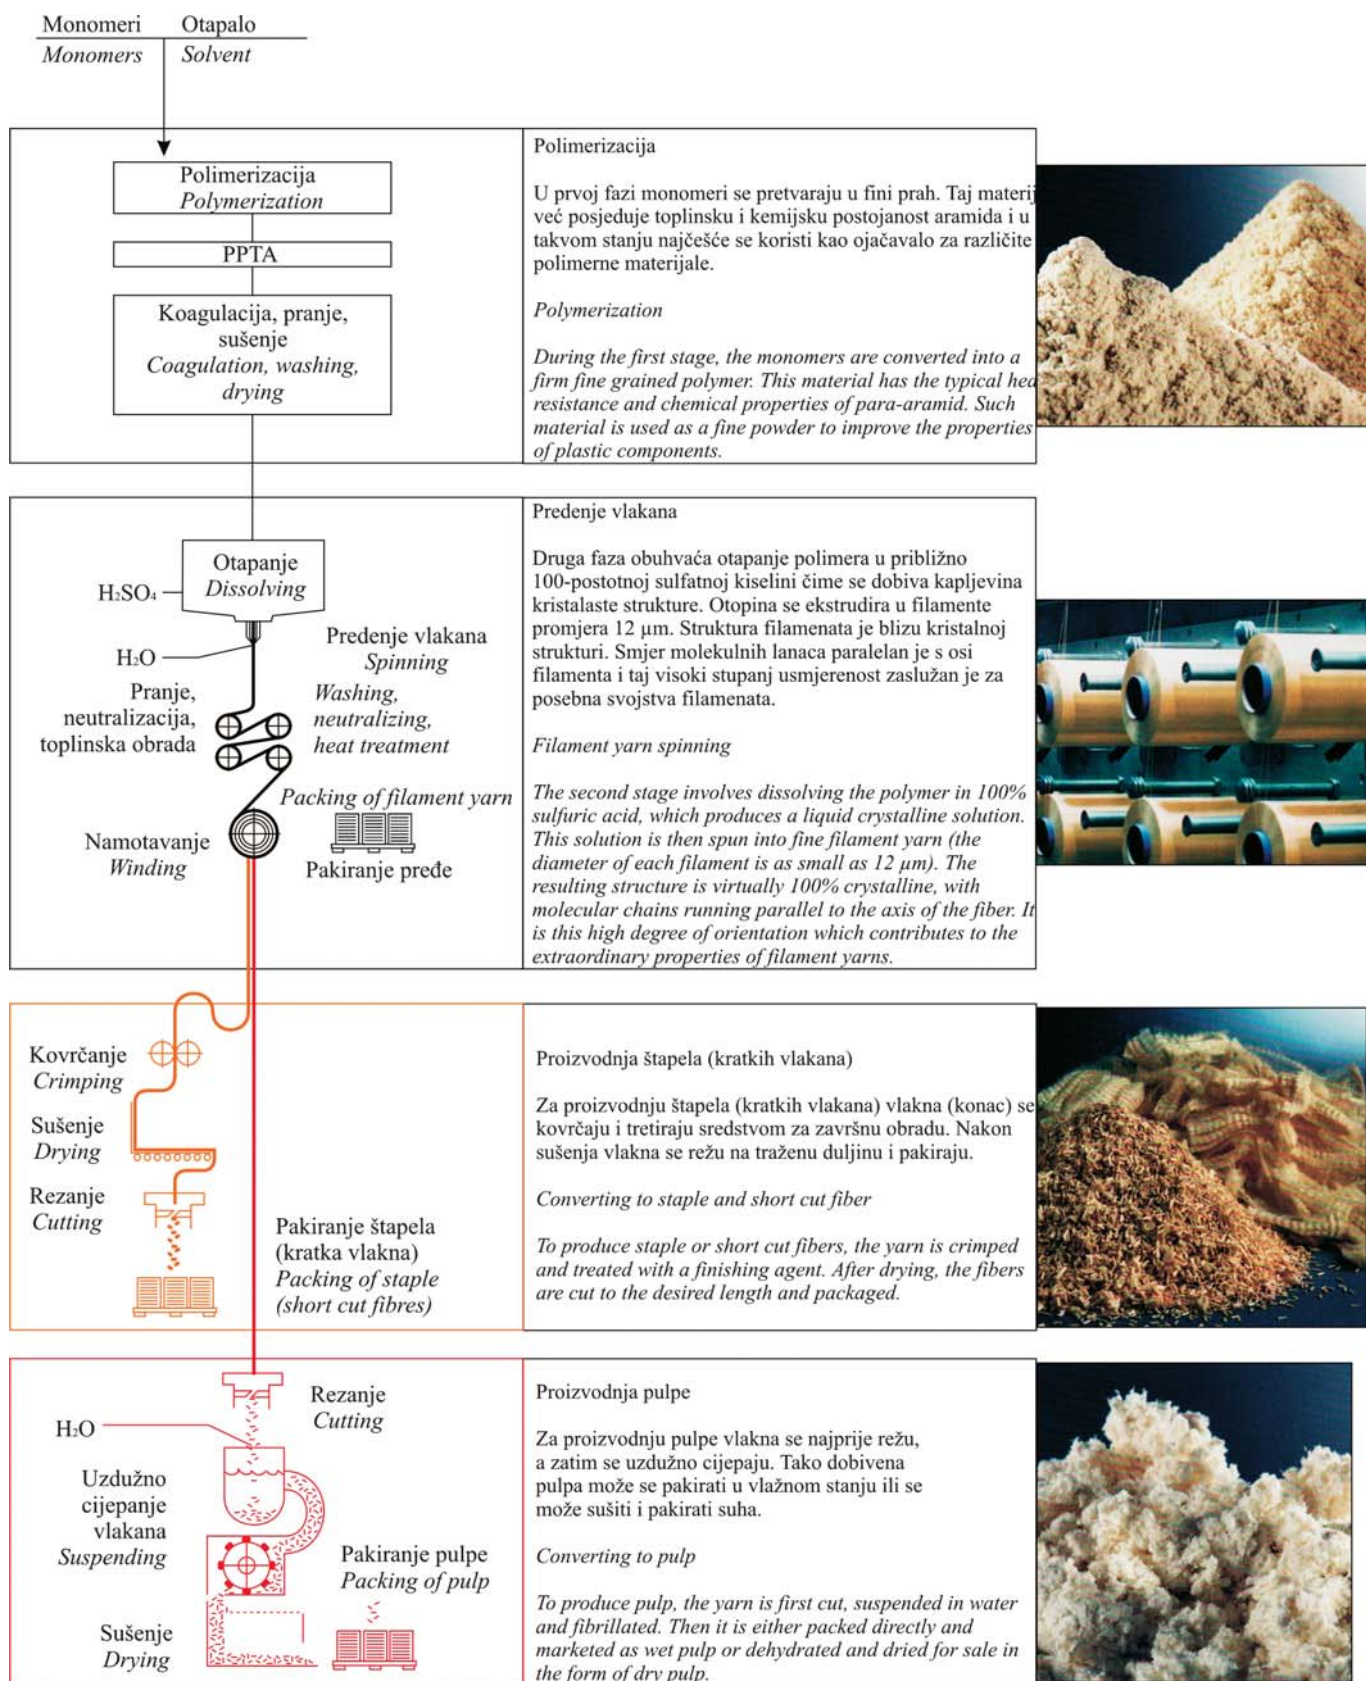 Monomeri
Otapalo
Monomers
Solvent
Polimerizacija
Polymerization
PPTA
Koagulacija, pranje,
sušenje
Coagulation, washing,
drying
Polimerizacija
U prvoj fazi monomeri se pretvaraju u fini prah. Taj materij
već posjeduje toplinsku i kemijsku postojanost aramida i u
takvom stanju najčešće se koristi kao ojačavalo za različite
polimerne materijale.
Polymerization
During the first stage, the monomers are converted into a
firm fine grained polymer. This material has the typical hea
resistance and chemical properties of para-aramid. Such
material is used as a fine powder to improve the properties
of plastic components.
Otapanje
Dissolving
H₂SO₄
H₂O
Predenje vlakana
Spinning
Pranje,
neutralizacija,
toplinska obrada
Washing,
neutralizing,
heat treatment
Packing of filament yarn
Namotavanje
Winding
Pakiranje pređe
Predenje vlakana
Druga faza obuhvaća otapanje polimera u približno
100-postotnoj sulfatnoj kiselini čime se dobiva kapljevina
kristalaste strukture. Otopina se ekstrudira u filamente
promjera 12 µm. Struktura filamenata je blizu kristalnoj
strukturi. Smjer molekulnih lanaca paralelan je s osi
filamenta i taj visoki stupanj usmjerenost zaslužan je za
posebna svojstva filamenata.
Filament yarn spinning
The second stage involves dissolving the polymer in 100%
sulfuric acid, which produces a liquid crystalline solution.
This solution is then spun into fine filament yarn (the
diameter of each filament is as small as 12 µm). The
resulting structure is virtually 100% crystalline, with
molecular chains running parallel to the axis of the fiber. It
is this high degree of orientation which contributes to the
extraordinary properties of filament yarns.
Kovrčanje
Crimping
Sušenje
Drying
Rezanje
Cutting
Pakiranje štapela
(kratka vlakna)
Packing of staple
(short cut fibres)
Proizvodnja štapela (kratkih vlakana)
Za proizvodnju štapela (kratkih vlakana) vlakna (konac) se
kovrčaju i tretiraju sredstvom za završnu obradu. Nakon
sušenja vlakna se režu na traženu duljinu i pakiraju.
Converting to staple and short cut fiber
To produce staple or short cut fibers, the yarn is crimped
and treated with a finishing agent. After drying, the fibers
are cut to the desired length and packaged.
Rezanje
Cutting
H₂O
Uzdužno
cijepanje
vlakana
Suspending
Pakiranje pulpe
Packing of pulp
Sušenje
Drying
Proizvodnja pulpe
Za proizvodnju pulpe vlakna se najprije režu,
a zatim se uzdužno cijepaju. Tako dobivena
pulpa može se pakirati u vlažnom stanju ili se
može sušiti i pakirati suha.
Converting to pulp
To produce pulp, the yarn is first cut, suspended in water
and fibrillated. Then it is either packed directly and
marketed as wet pulp or dehydrated and dried for sale in
the form of dry pulp.